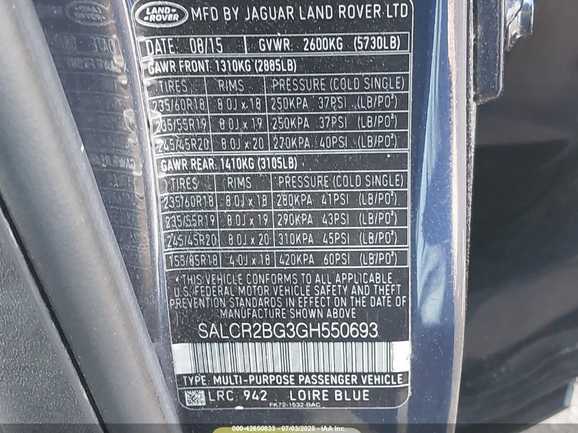 LAND ROVER
MFD BY JAGUAR LAND ROVER LTD
DATE: 08/15 GVWR 2600KG (5730LB)
GAWR FRONT: 1310KG (2885LB)
TIRES RIMS PRESSURE (COLD SINGLE)
235/60R18 8.0J x 18 250KPA 37PSI (LB/PO²)
235/55R19 8.0J x 19 250KPA 37PSI (LB/PO²)
245/45R20 8.0J x 20 270KPA 40PSI (LB/PO²)
GAWR REAR: 1410KG (3105LB)
TIRES RIMS PRESSURE (COLD SINGLE)
235/60R18 8.0J x 18 280KPA 41PSI (LB/PO²)
235/55R19 8.0J x 19 290KPA 43PSI (LB/PO²)
245/45R20 8.0J x 20 310KPA 45PSI (LB/PO²)
155/85R18 4.0J x 18 420KPA 60PSI (LB/PO²)
*THIS VEHICLE CONFORMS TO ALL APPLICABLE
FEDERAL MOTOR VEHICLE SAFETY AND THEFT
PREVENTION STANDARDS IN EFFECT ON THE
DATE OF MANUFACTURE SHOWN ABOVE*
SALCR2BG3GH550693
TYPE: MULTI-PURPOSE PASSENGER VEHICLE
LRC: 942 LOIRE BLUE
FK72-1532-BAC